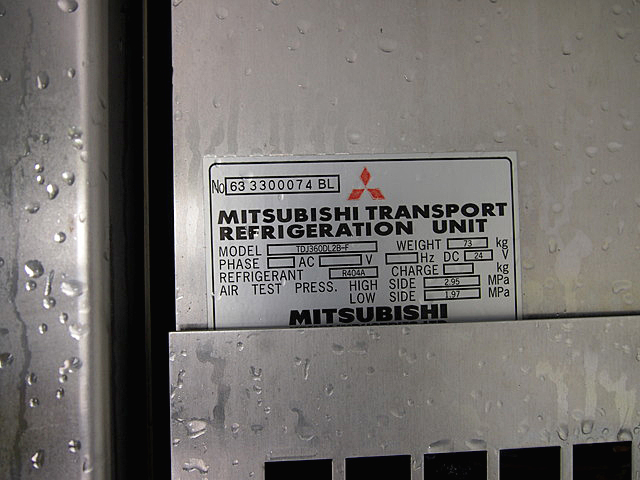 No 63 3300074 BL
MITSUBISHI TRANSPORT
REFRIGERATION UNIT
MODEL TDJ360DL2B-F WEIGHT 73 kg
PHASE AC V Hz DC 24 V
REFRIGERANT R404A CHARGE kg
AIR TEST PRESS. HIGH SIDE 2.95 MPa
LOW SIDE 1.97 MPa
MITSUBISHI